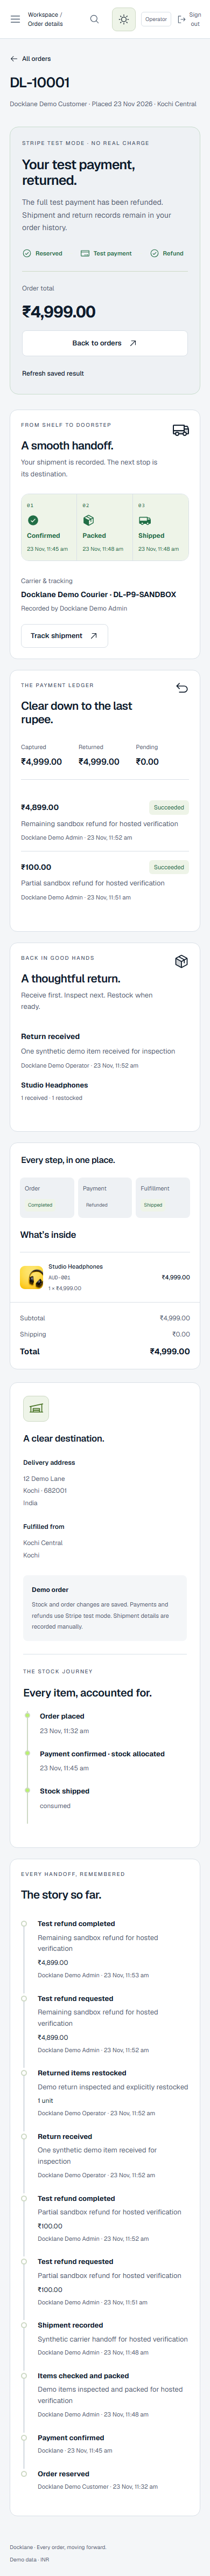 Workspace /
Order details
Operator
Sign out
All orders
DL-10001
Docklane Demo Customer · Placed 23 Nov 2026 · Kochi Central
STRIPE TEST MODE · NO REAL CHARGE
Your test payment,
returned.
The full test payment has been refunded.
Shipment and return records remain in your
order history.
Reserved
Test payment
Refund
Order total
₹4,999.00
Back to orders
Refresh saved result
FROM SHELF TO DOORSTEP
A smooth handoff.
Your shipment is recorded. The next stop is
its destination.
01
Confirmed
23 Nov, 11:45 am
02
Packed
23 Nov, 11:48 am
03
Shipped
23 Nov, 11:48 am
Carrier & tracking
Docklane Demo Courier · DL-P9-SANDBOX
Recorded by Docklane Demo Admin
Track shipment
THE PAYMENT LEDGER
Clear down to the last
rupee.
Captured
₹4,999.00
Returned
₹4,999.00
Pending
₹0.00
₹4,899.00
Succeeded
Remaining sandbox refund for hosted verification
Docklane Demo Admin · 23 Nov, 11:52 am
₹100.00
Succeeded
Partial sandbox refund for hosted verification
Docklane Demo Admin · 23 Nov, 11:51 am
BACK IN GOOD HANDS
A thoughtful return.
Receive first. Inspect next. Restock when
ready.
Return received
One synthetic demo item received for inspection
Docklane Demo Operator · 23 Nov, 11:52 am
Studio Headphones
1 received · 1 restocked
Every step, in one place.
Order
Completed
Payment
Refunded
Fulfillment
Shipped
What's inside
Studio Headphones
AUD-001
1 × ₹4,999.00
₹4,999.00
Subtotal ₹4,999.00
Shipping ₹0.00
Total ₹4,999.00
A clear destination.
Delivery address
12 Demo Lane
Kochi · 682001
India
Fulfilled from
Kochi Central
Kochi
Demo order
Stock and order changes are saved. Payments and
refunds use Stripe test mode. Shipment details are
recorded manually.
THE STOCK JOURNEY
Every item, accounted for.
Order placed
23 Nov, 11:32 am
Payment confirmed · stock allocated
23 Nov, 11:45 am
Stock shipped
consumed
EVERY HANDOFF, REMEMBERED
The story so far.
Test refund completed
Remaining sandbox refund for hosted
verification
₹4,899.00
Docklane Demo Admin · 23 Nov, 11:53 am
Test refund requested
Remaining sandbox refund for hosted
verification
₹4,899.00
Docklane Demo Admin · 23 Nov, 11:52 am
Returned items restocked
Demo return inspected and explicitly restocked
1 unit
Docklane Demo Operator · 23 Nov, 11:52 am
Return received
One synthetic demo item received for
inspection
Docklane Demo Operator · 23 Nov, 11:52 am
Test refund completed
Partial sandbox refund for hosted verification
₹100.00
Docklane Demo Admin · 23 Nov, 11:52 am
Test refund requested
Partial sandbox refund for hosted verification
₹100.00
Docklane Demo Admin · 23 Nov, 11:51 am
Shipment recorded
Synthetic carrier handoff for hosted verification
Docklane Demo Admin · 23 Nov, 11:48 am
Items checked and packed
Demo items inspected and packed for hosted
verification
Docklane Demo Admin · 23 Nov, 11:48 am
Payment confirmed
Docklane · 23 Nov, 11:45 am
Order reserved
Docklane Demo Customer · 23 Nov, 11:32 am
Docklane · Every order, moving forward.
Demo data · INR